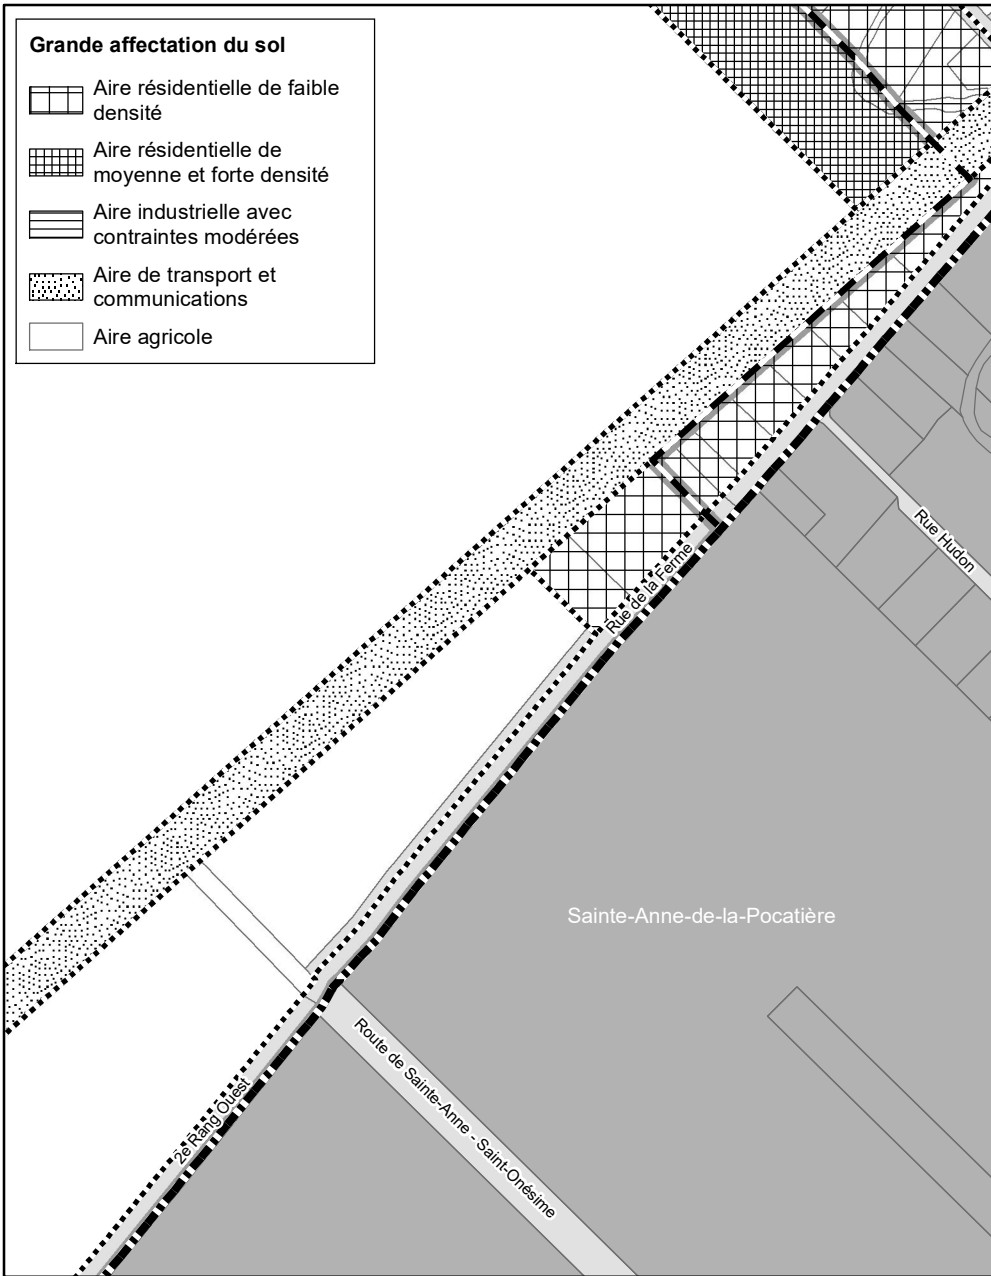 Grande affectation du sol
Aire résidentielle de faible
densité
Aire résidentielle de
moyenne et forte densité
Aire industrielle avec
contraintes modérées
Aire de transport et
communications
Aire agricole
Rue Hudon
Rue de la Ferme
Sainte-Anne-de-la-Pocatière
Route de Sainte-Anne - Saint-Onésime
2e Rang Ouest